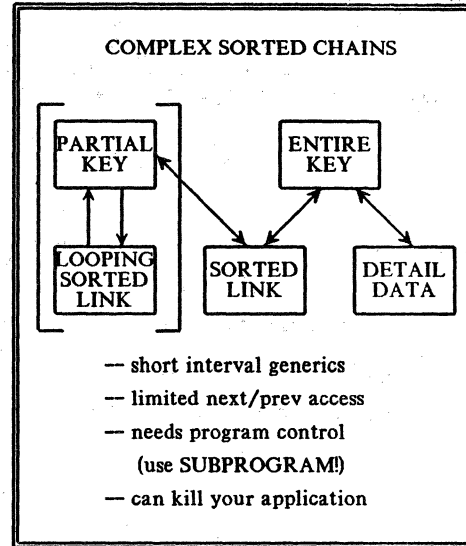 COMPLEX SORTED CHAINS
PARTIAL
KEY
ENTIRE
KEY
LOOPING
SORTED
LINK
SORTED
LINK
DETAIL
DATA
— short interval generics
— limited next/prev access
— needs program control
(use SUBPROGRAM!)
— can kill your application